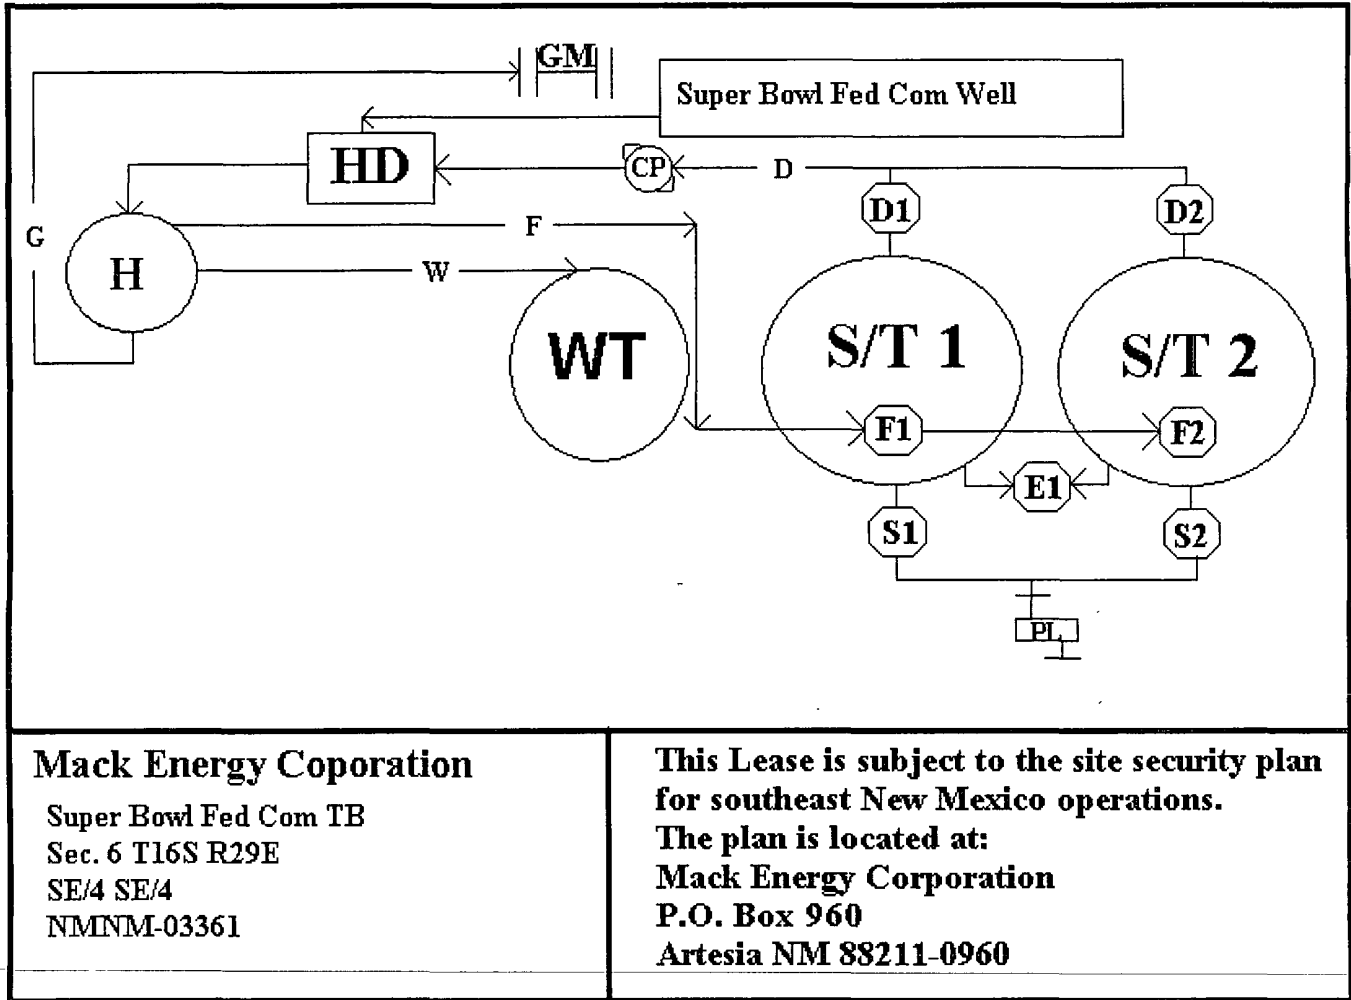 GM
Super Bowl Fed Com Well
HD
CP
D
D1
D2
G
F
H
W
WT
S/T 1
S/T 2
F1
F2
E1
S1
S2
PL
Mack Energy Coporation
Super Bowl Fed Com TB
Sec. 6 T16S R29E
SE/4 SE/4
NMNM-03361
This Lease is subject to the site security plan
for southeast New Mexico operations.
The plan is located at:
Mack Energy Corporation
P.O. Box 960
Artesia NM 88211-0960